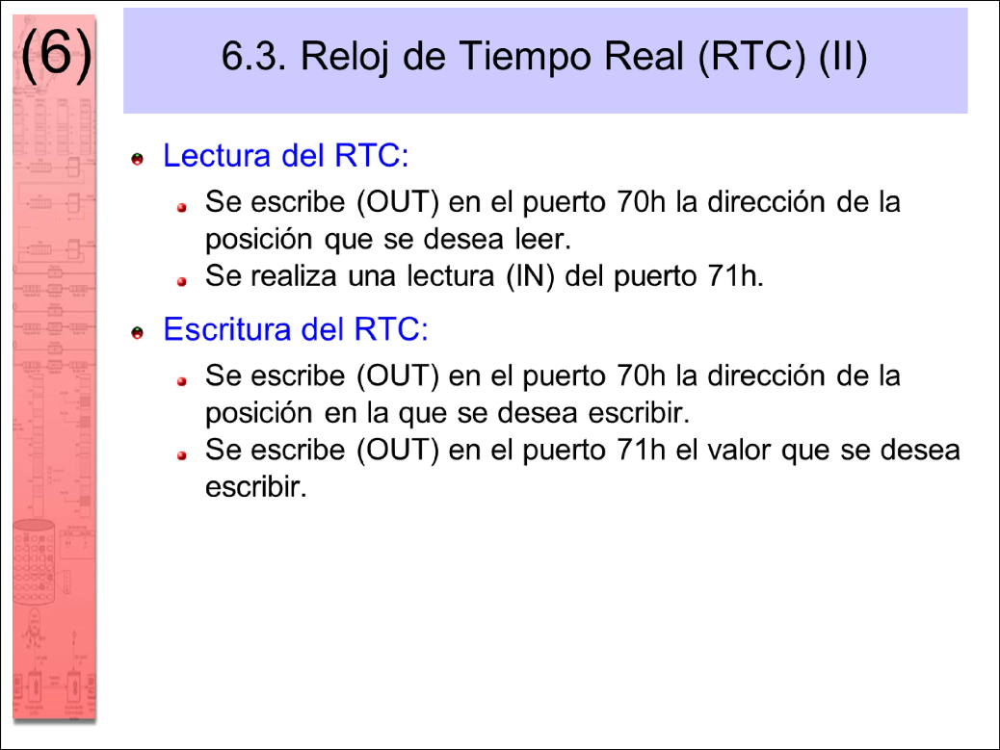 (6)
6.3. Reloj de Tiempo Real (RTC) (II)
Lectura del RTC:
Se escribe (OUT) en el puerto 70h la dirección de la
posición que se desea leer.
Se realiza una lectura (IN) del puerto 71h.
Escritura del RTC:
Se escribe (OUT) en el puerto 70h la dirección de la
posición en la que se desea escribir.
Se escribe (OUT) en el puerto 71h el valor que se desea
escribir.